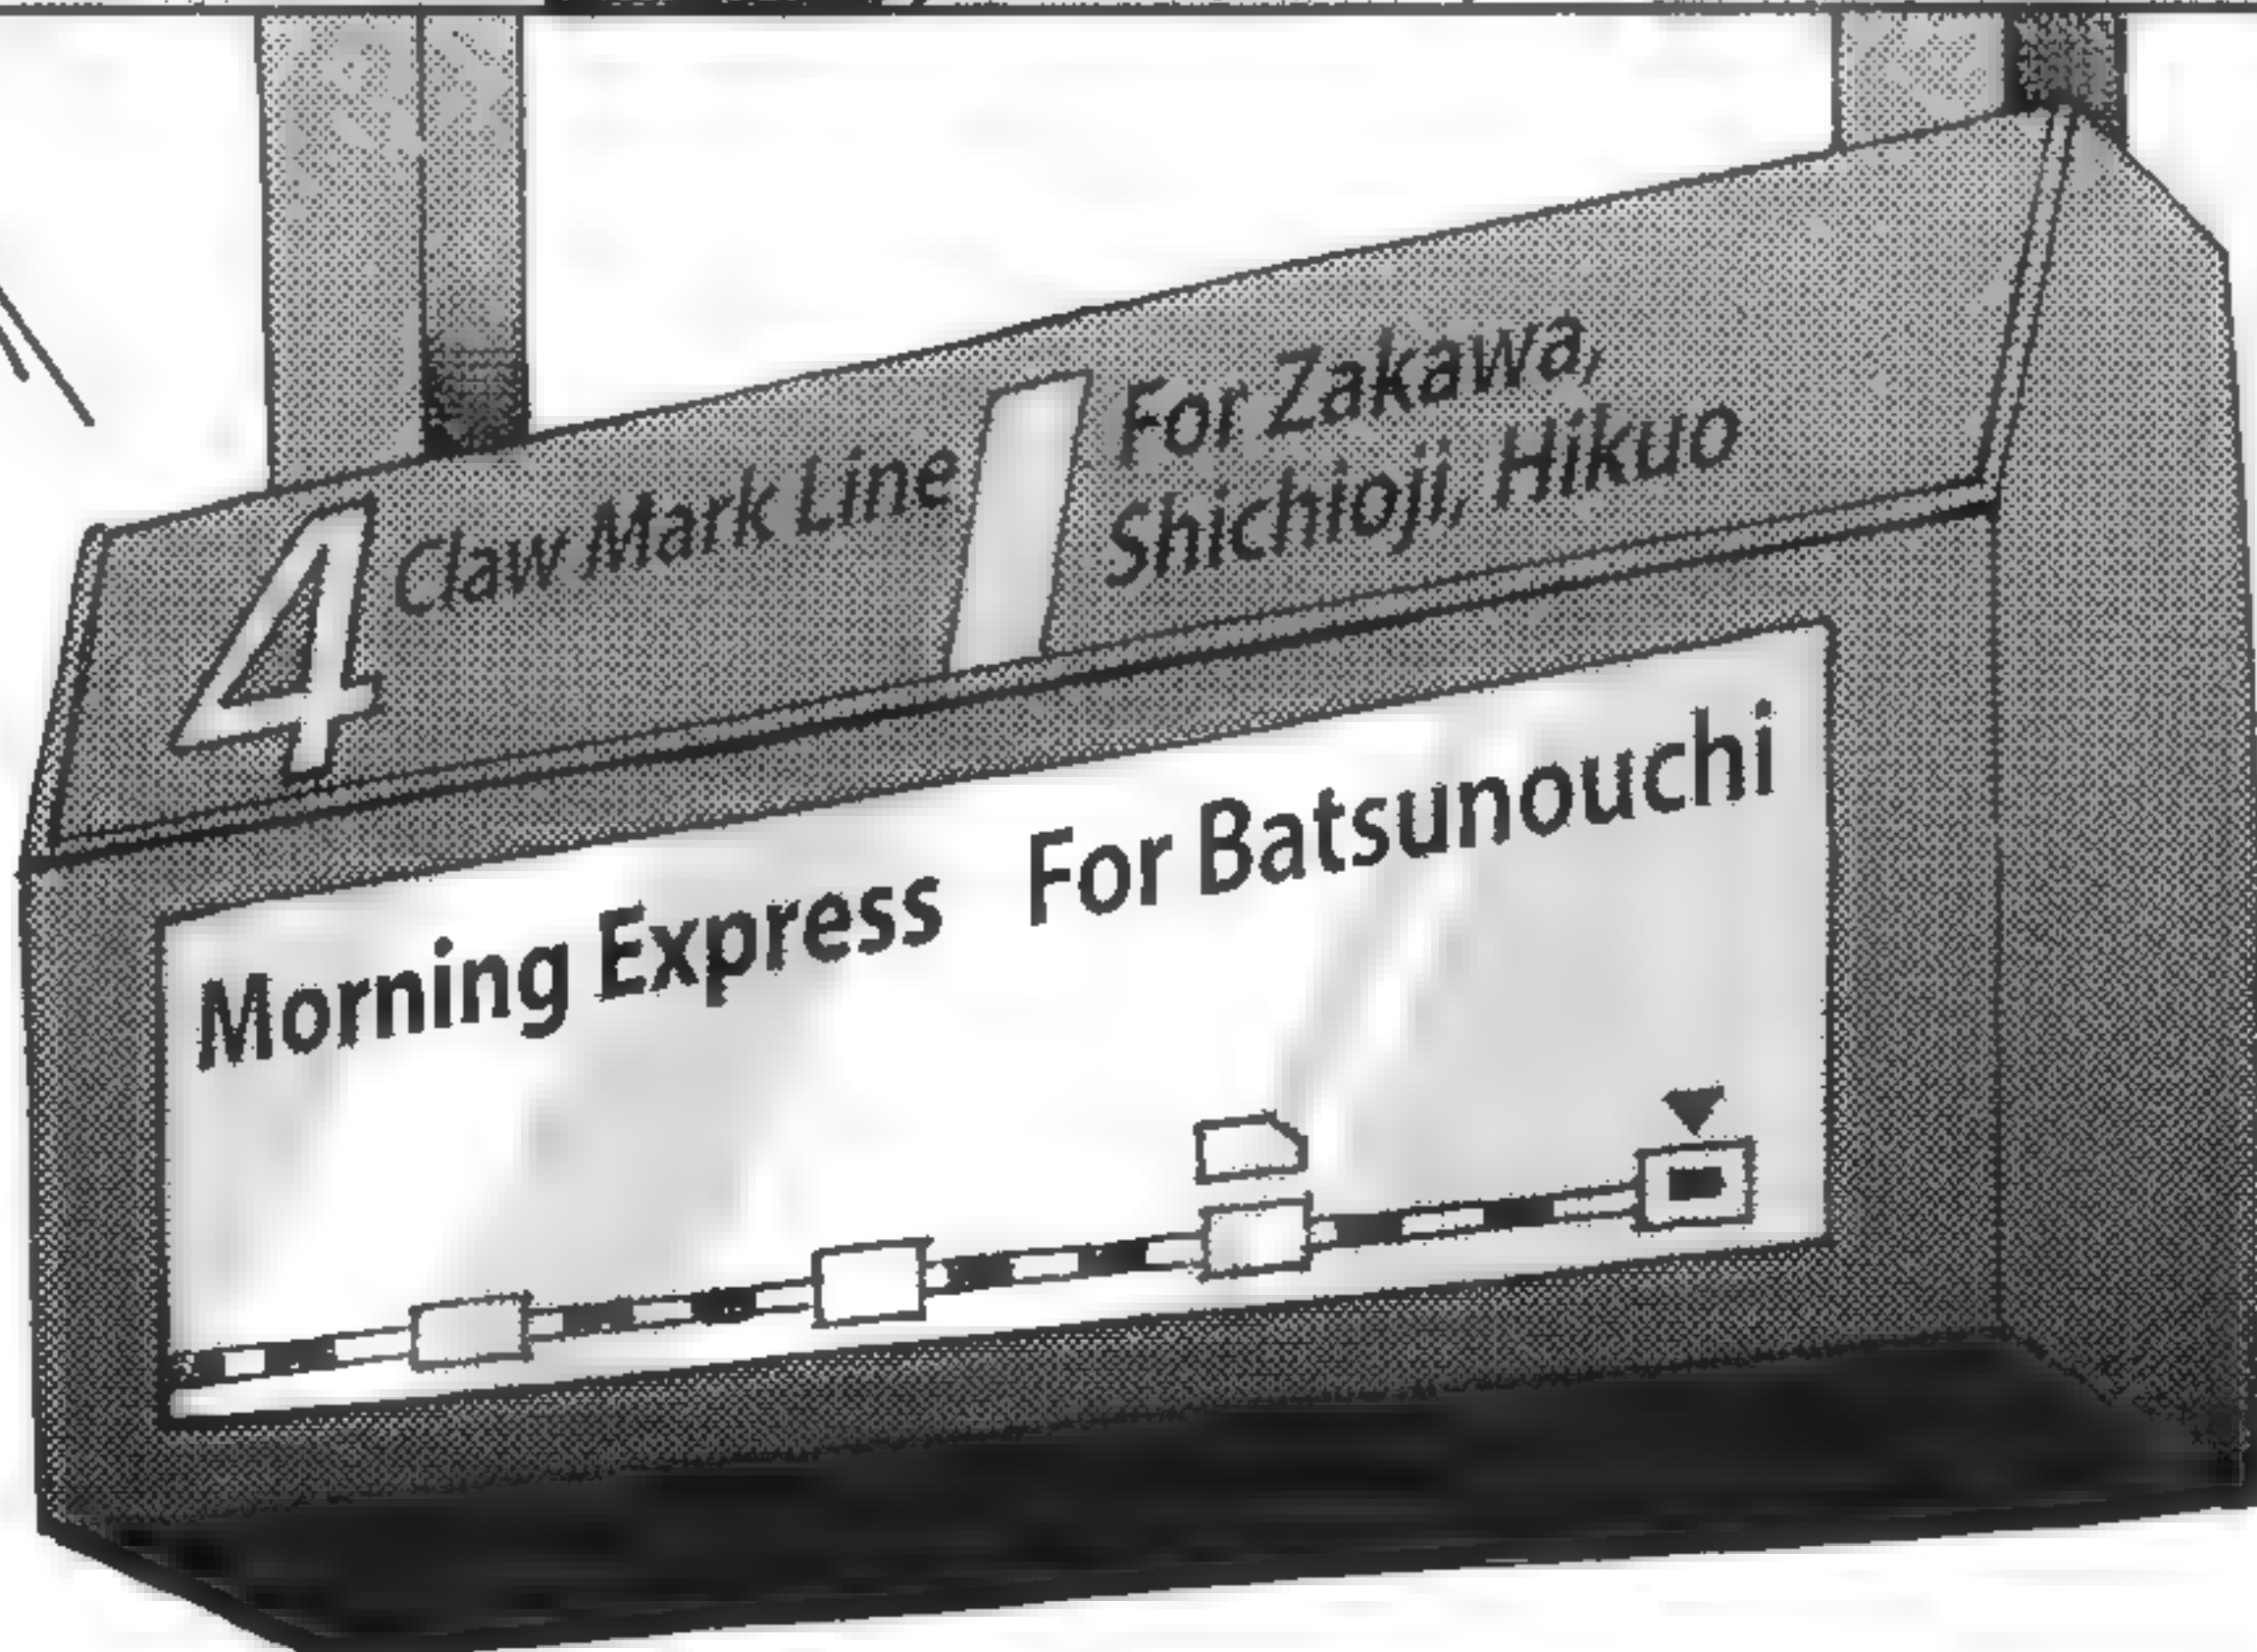 4 Claw Mark Line
For Zakawa,
Shichioji, Hikuo
Morning Express For Batsunouchi